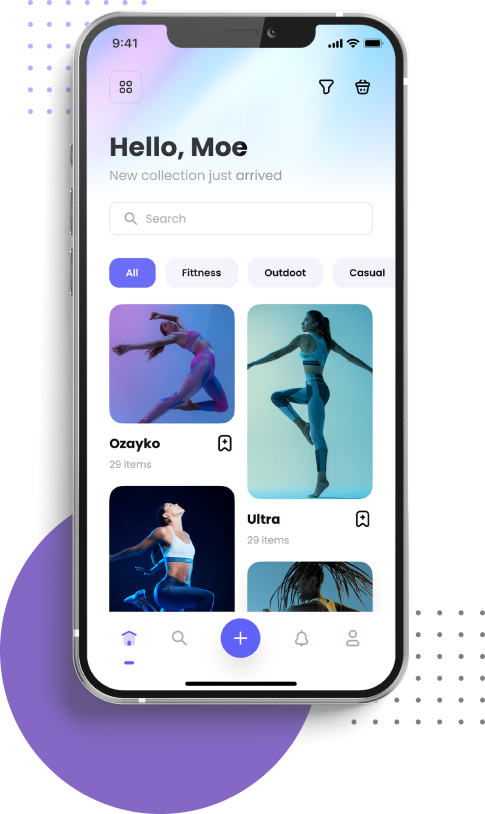 9:41
Hello, Moe
New collection just arrived
Search
All Fittness Outdoot Casual
Ozayko
29 items
Ultra
29 items